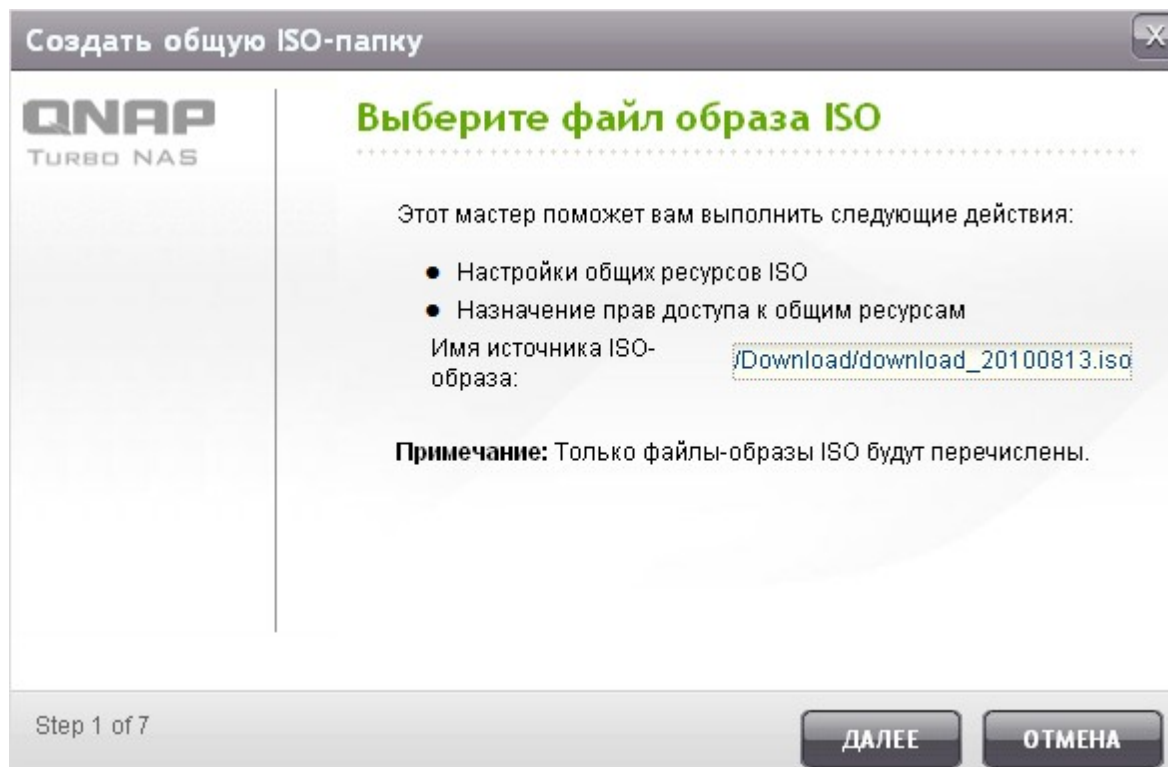 Создать общую ISO-папку
X
QNAP
TURBO NAS
Выберите файл образа ISO
Этот мастер поможет вам выполнить следующие действия:
● Настройки общих ресурсов ISO
● Назначение прав доступа к общим ресурсам
Имя источника ISO-
образа:
/Download/download_20100813.iso
Примечание: Только файлы-образы ISO будут перечислены.
Step 1 of 7
ДАЛЕЕ
ОТМЕНА